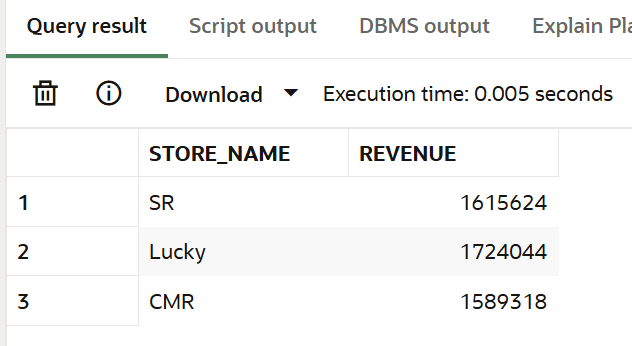 Query result Script output DBMS output Explain Pla
Download Execution time: 0.005 seconds
STORE_NAME REVENUE
1 SR 1615624
2 Lucky 1724044
3 CMR 1589318